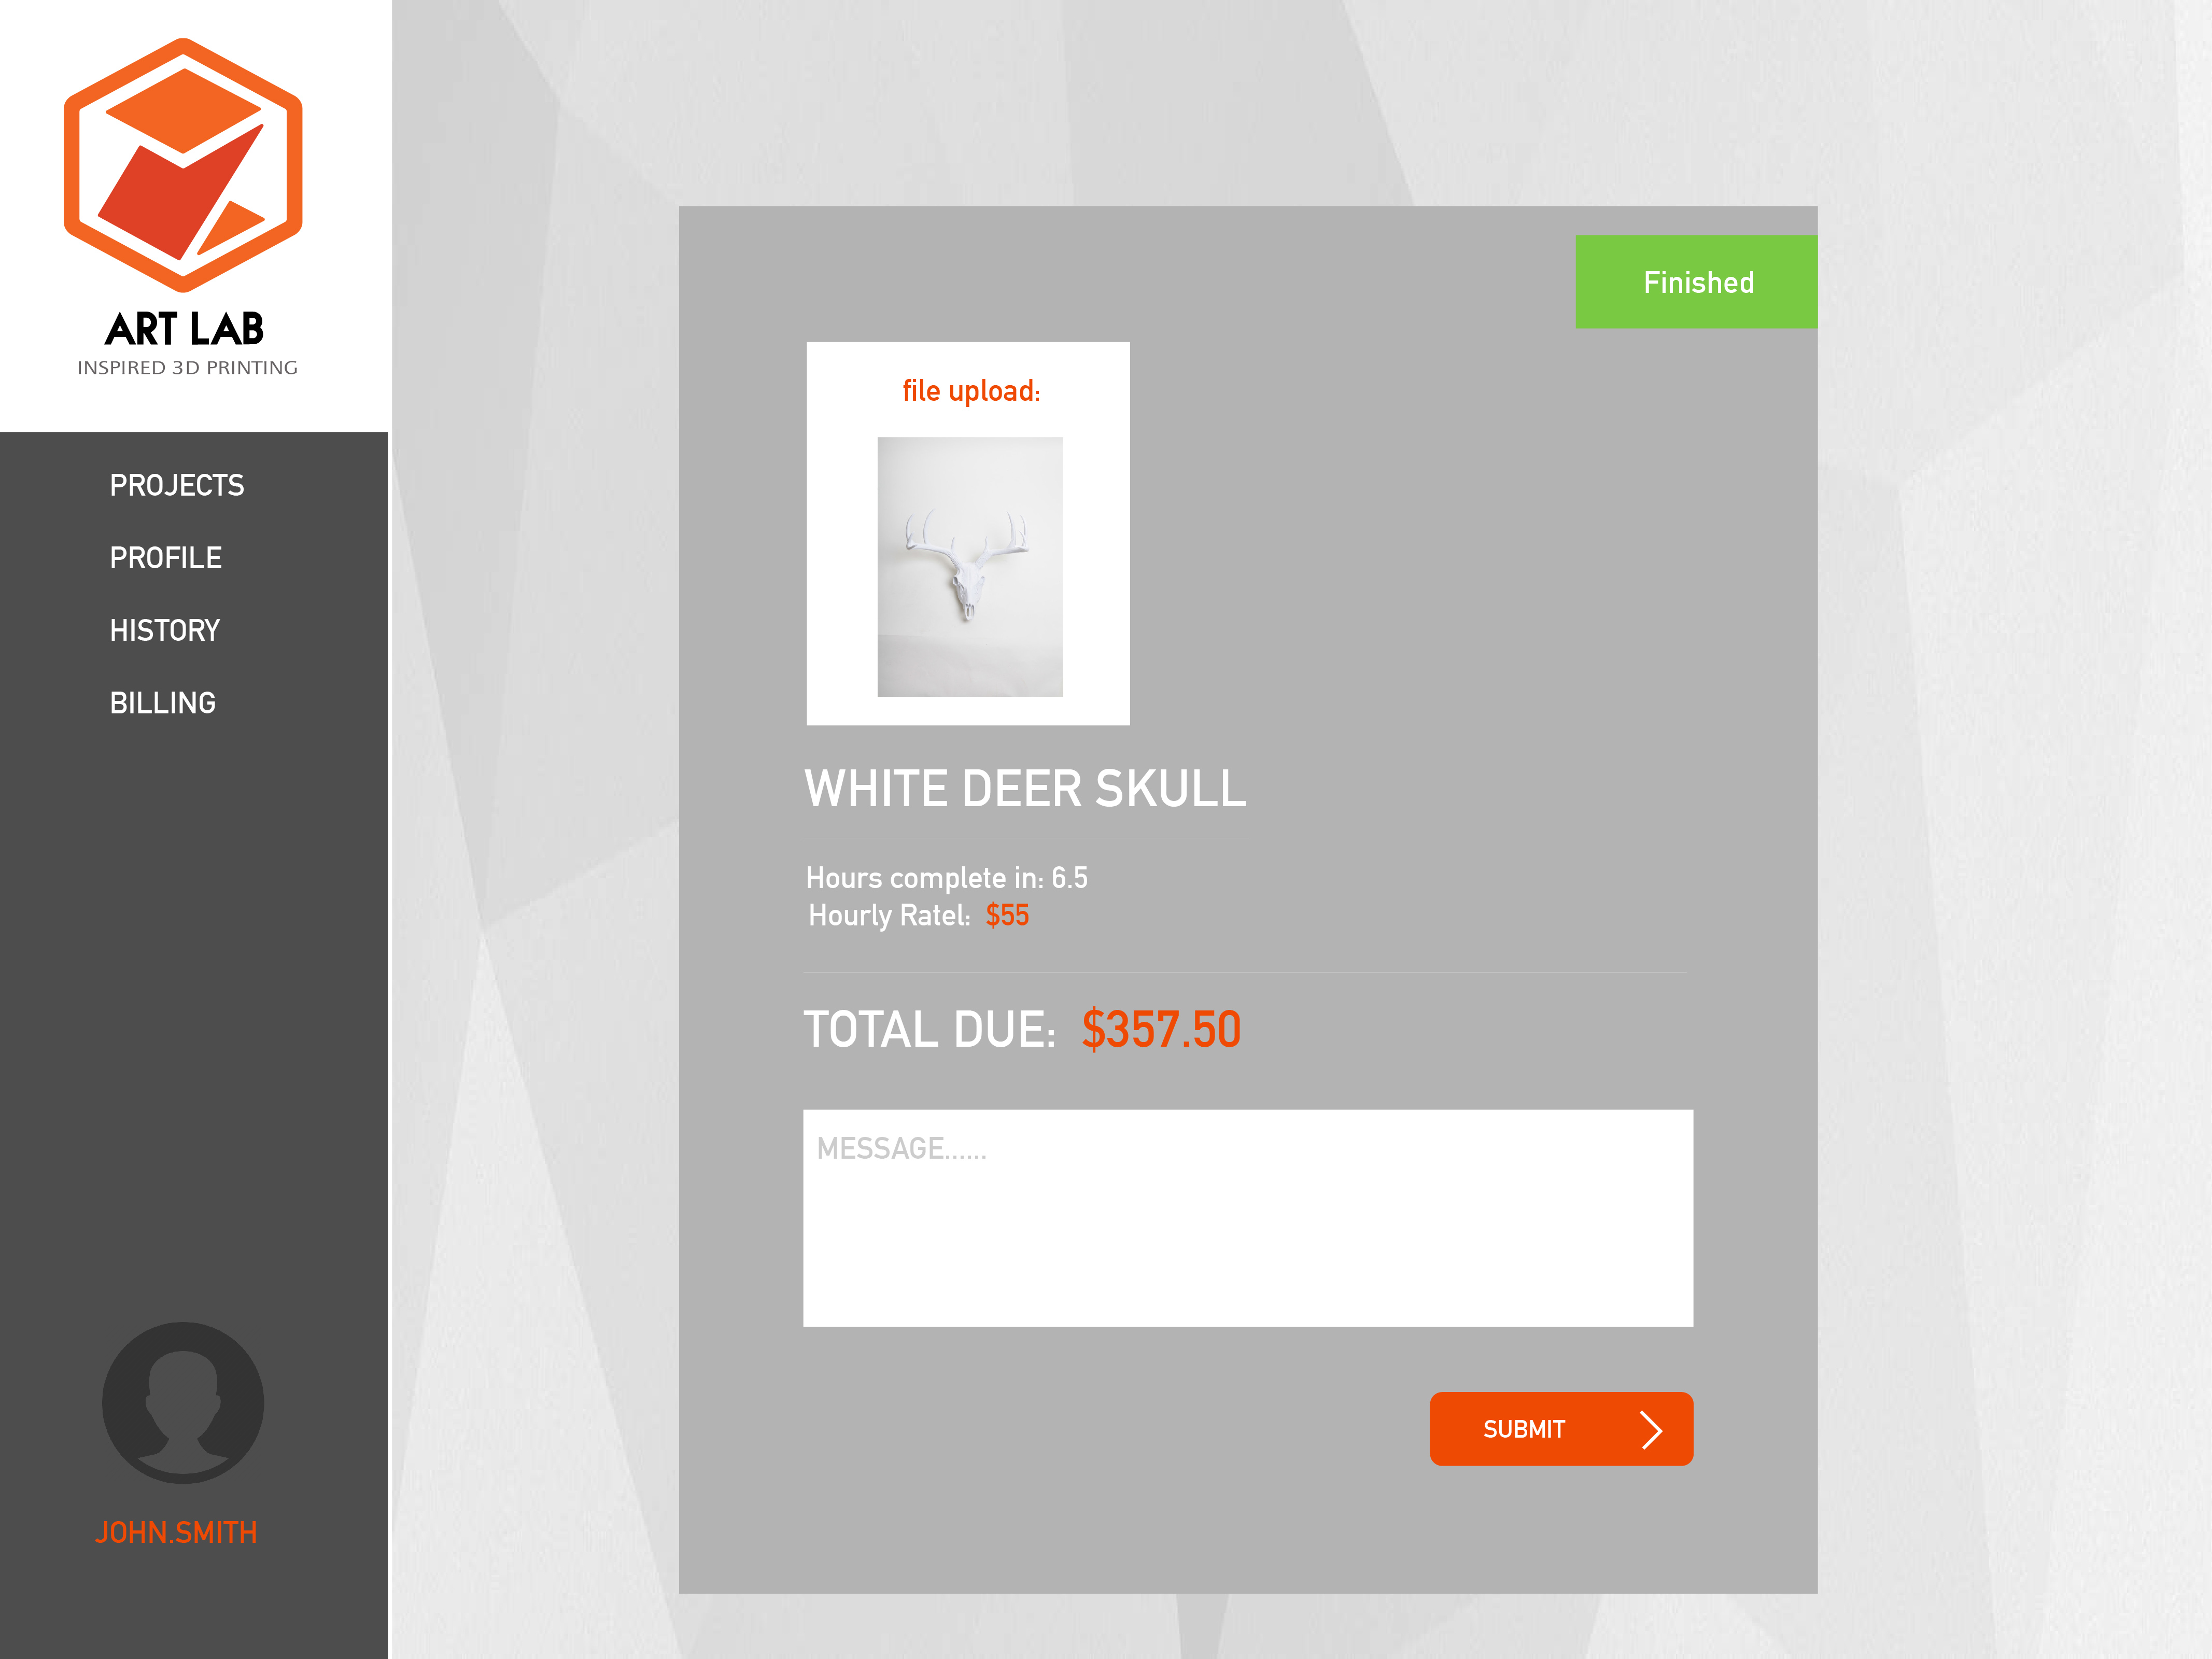 ART LAB
INSPIRED 3D PRINTING
PROJECTS
PROFILE
HISTORY
BILLING
JOHN.SMITH
Finished
file upload:
WHITE DEER SKULL
Hours complete in: 6.5
Hourly Ratel: $55
TOTAL DUE: $357.50
MESSAGE......
SUBMIT